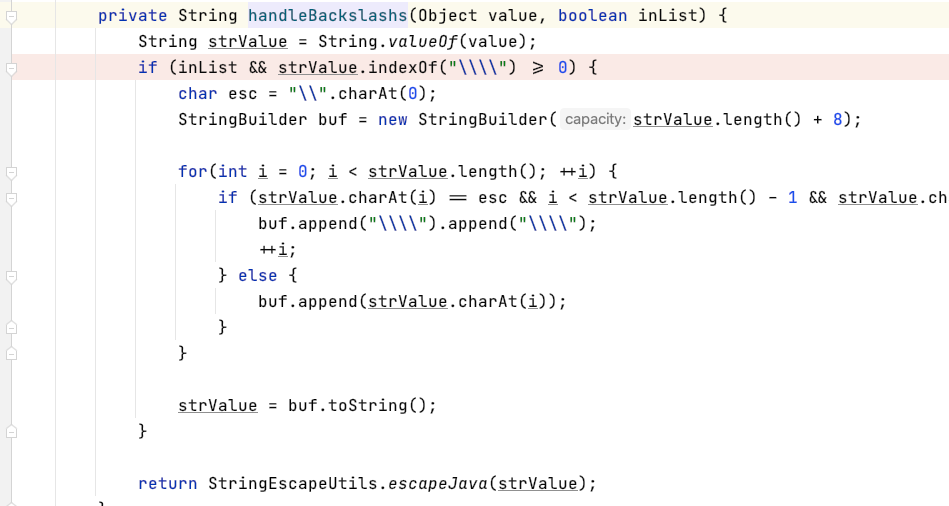 private String handleBackslashs(Object value, boolean inList) {
String strValue = String.valueOf(value);
if (inList && strValue.indexOf("\\\\") >= 0) {
char esc = "\\".charAt(0);
StringBuilder buf = new StringBuilder( capacity: strValue.length() + 8);
for(int i = 0; i < strValue.length(); ++i) {
if (strValue.charAt(i) == esc && i < strValue.length() - 1 && strValue.ch
buf.append("\\\\").append("\\\\");
++i;
} else {
buf.append(strValue.charAt(i));
}
}
strValue = buf.toString();
}
return StringEscapeUtils.escapeJava(strValue);